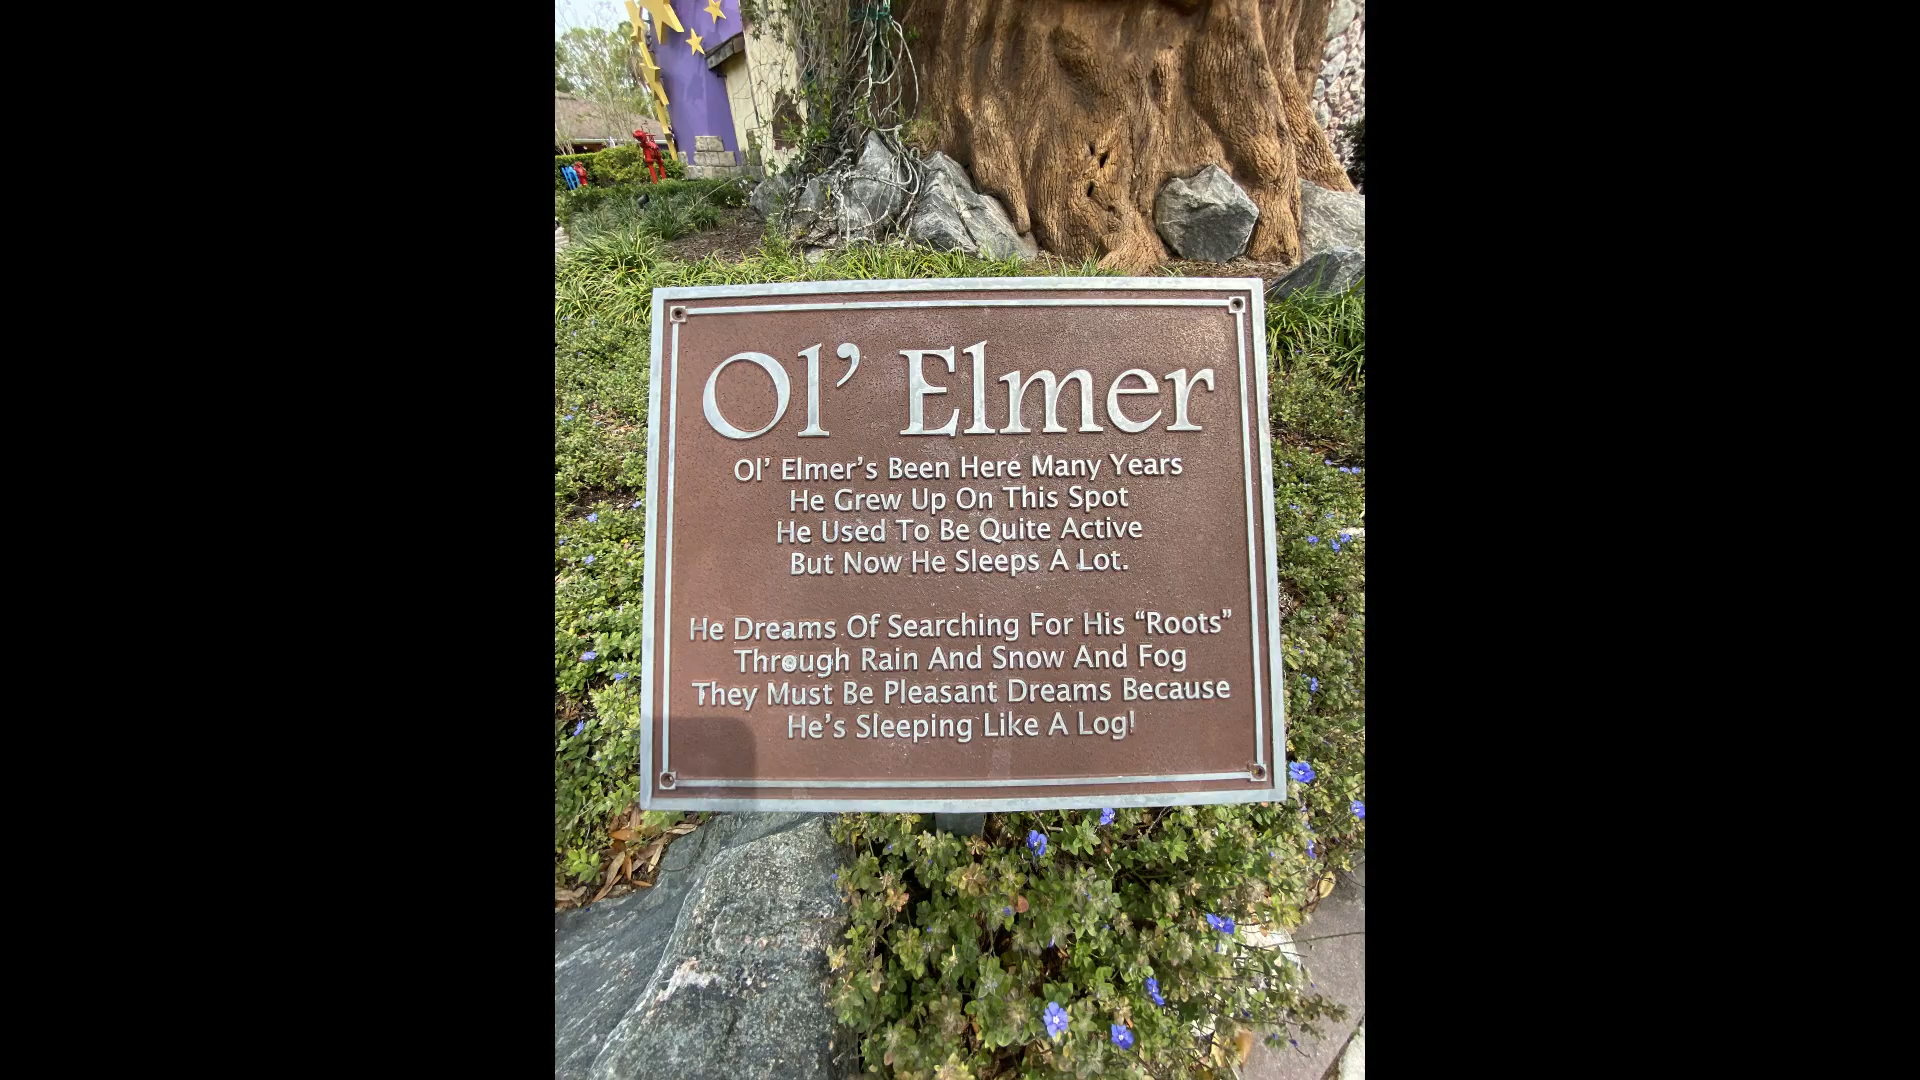 Ol’ Elmer
Ol’ Elmer’s Been Here Many Years
He Grew Up On This Spot
He Used To Be Quite Active
But Now He Sleeps A Lot.
He Dreams Of Searching For His “Roots”
Through Rain And Snow And Fog
They Must Be Pleasant Dreams Because
He’s Sleeping Like A Log!